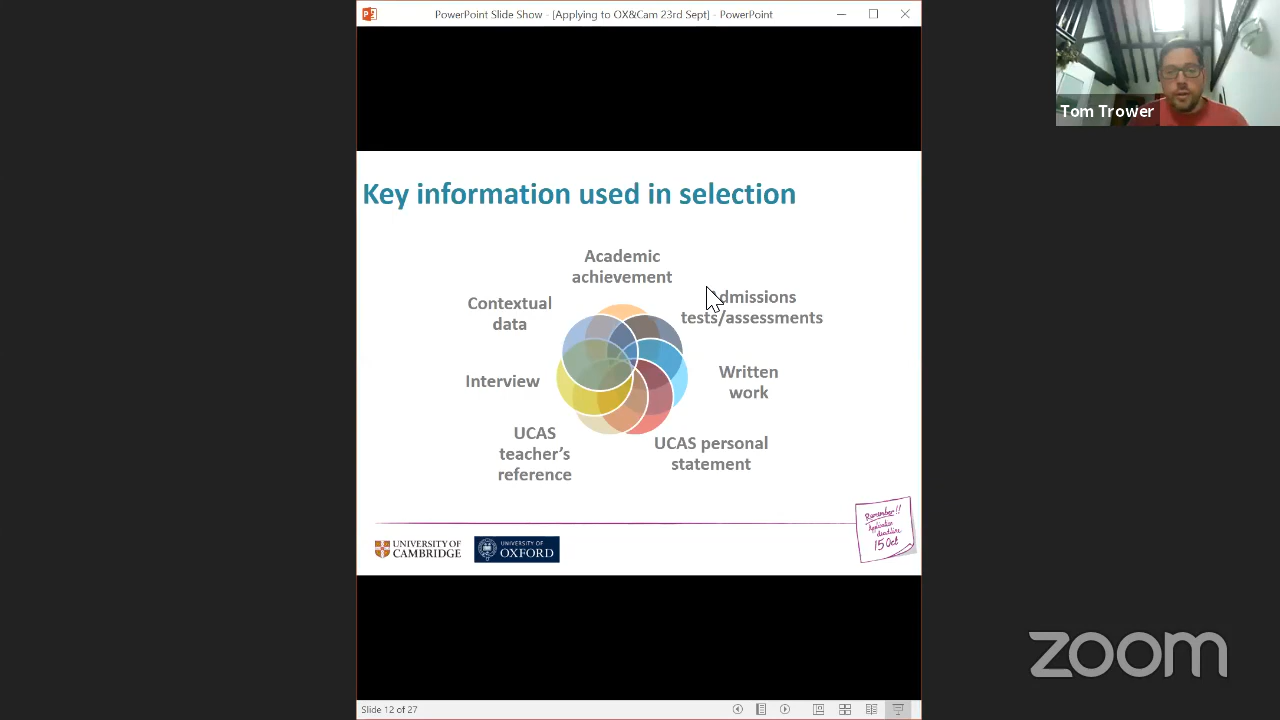 PowerPoint Slide Show - [Applying to OX&Cam 23rd Sept] - PowerPoint
Tom Trower
Key information used in selection
Academic
achievement
Admissions
tests/assessments
Contextual
data
Written
work
Interview
UCAS personal
statement
UCAS
teacher’s
reference
Remember!!
Application
deadline
15 Oct
UNIVERSITY OF
CAMBRIDGE
UNIVERSITY OF
OXFORD
zoom
Slide 12 of 27